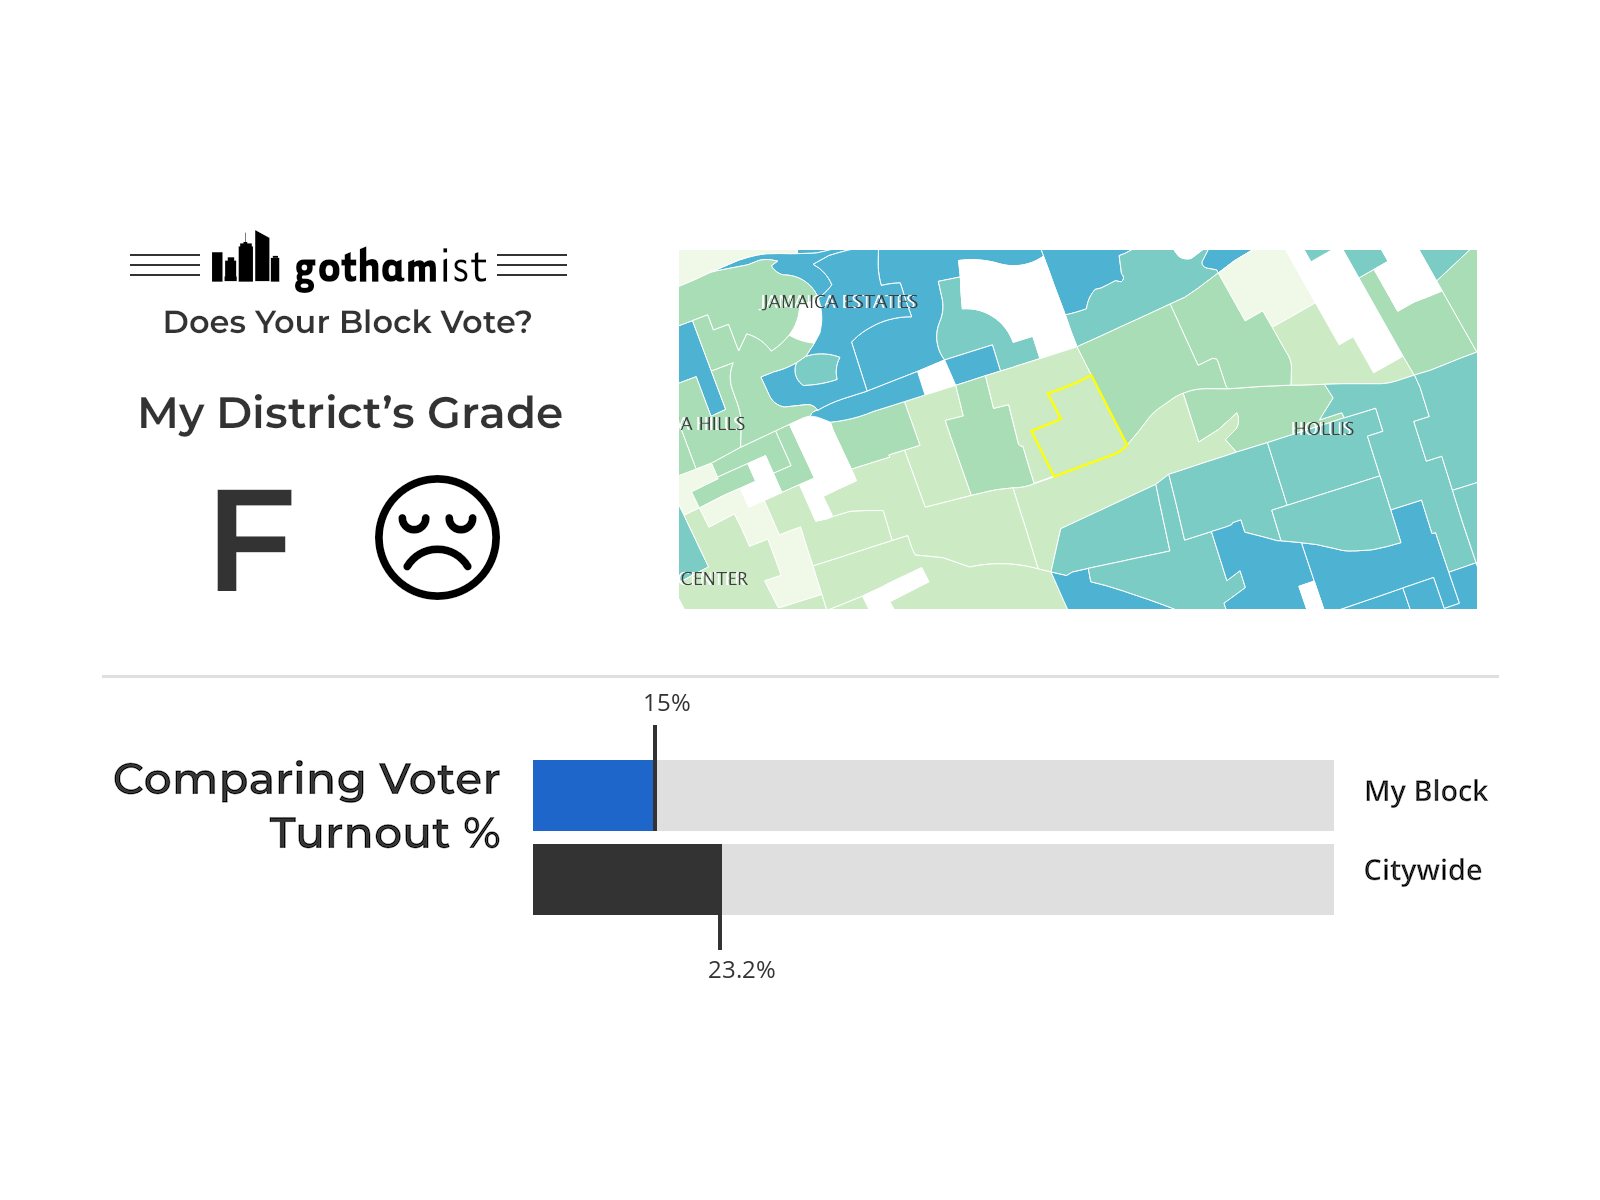 gothamist
Does Your Block Vote?
My District’s Grade
F
JAMAICA ESTATES
A HILLS
HOLLIS
CENTER
15%
Comparing Voter
Turnout %
My Block
Citywide
23.2%